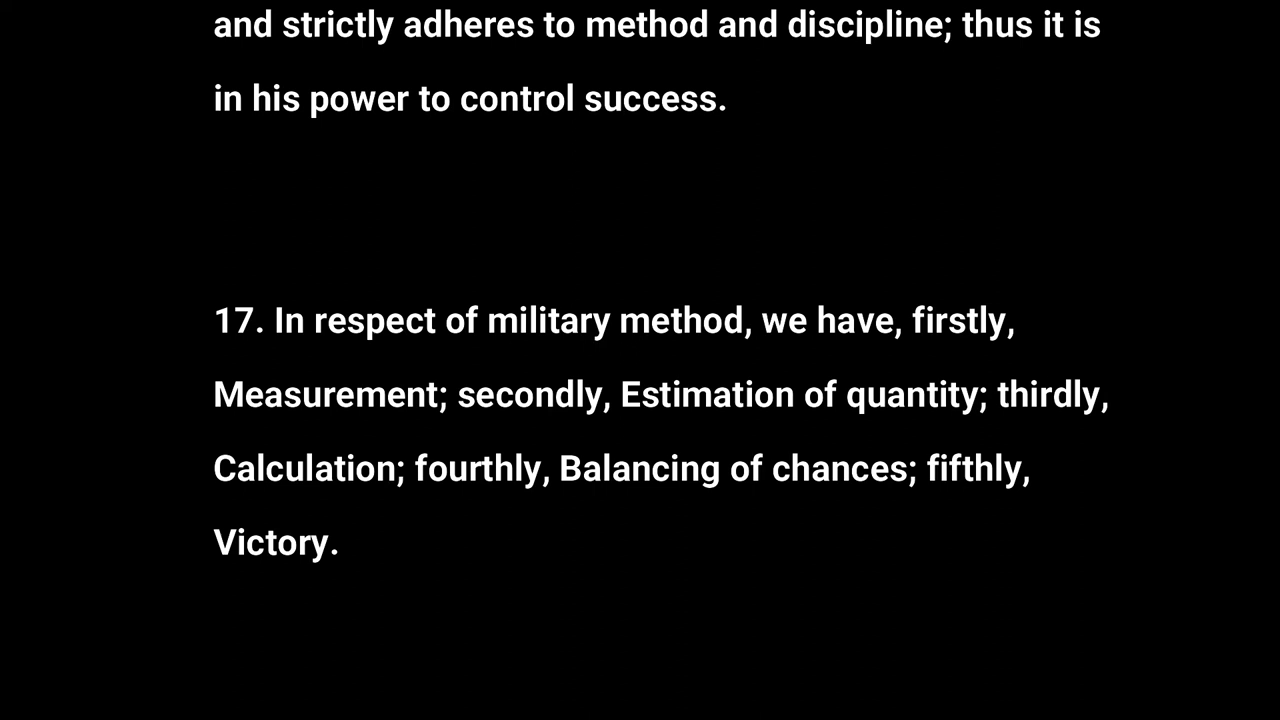 and strictly adheres to method and discipline; thus it is
in his power to control success.
17. In respect of military method, we have, firstly,
Measurement; secondly, Estimation of quantity; thirdly,
Calculation; fourthly, Balancing of chances; fifthly,
Victory.